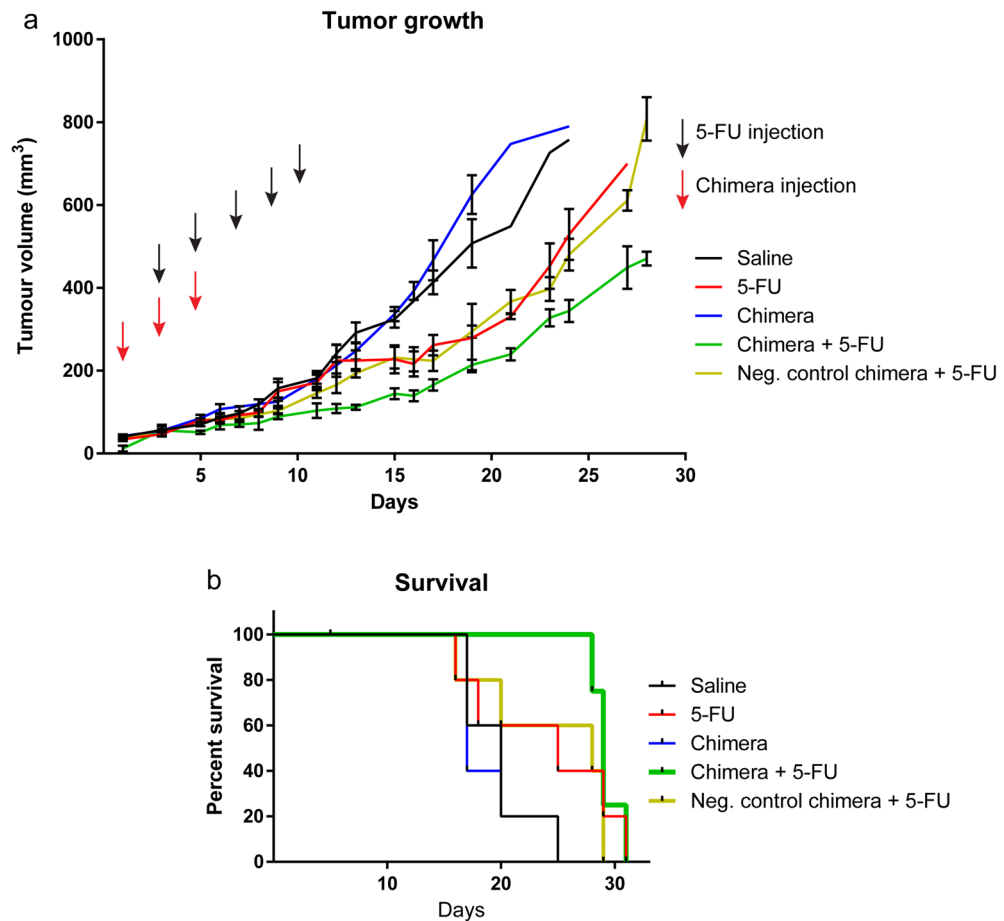 a
Tumor growth
1000
800
600
400
200
0
Tumour volume (mm³)
5
10
15
20
25
30
Days
5-FU injection
Chimera injection
Saline
5-FU
Chimera
Chimera + 5-FU
Neg. control chimera + 5-FU
b
Survival
100
80
60
40
20
0
Percent survival
10
20
30
Days
Saline
5-FU
Chimera
Chimera + 5-FU
Neg. control chimera + 5-FU